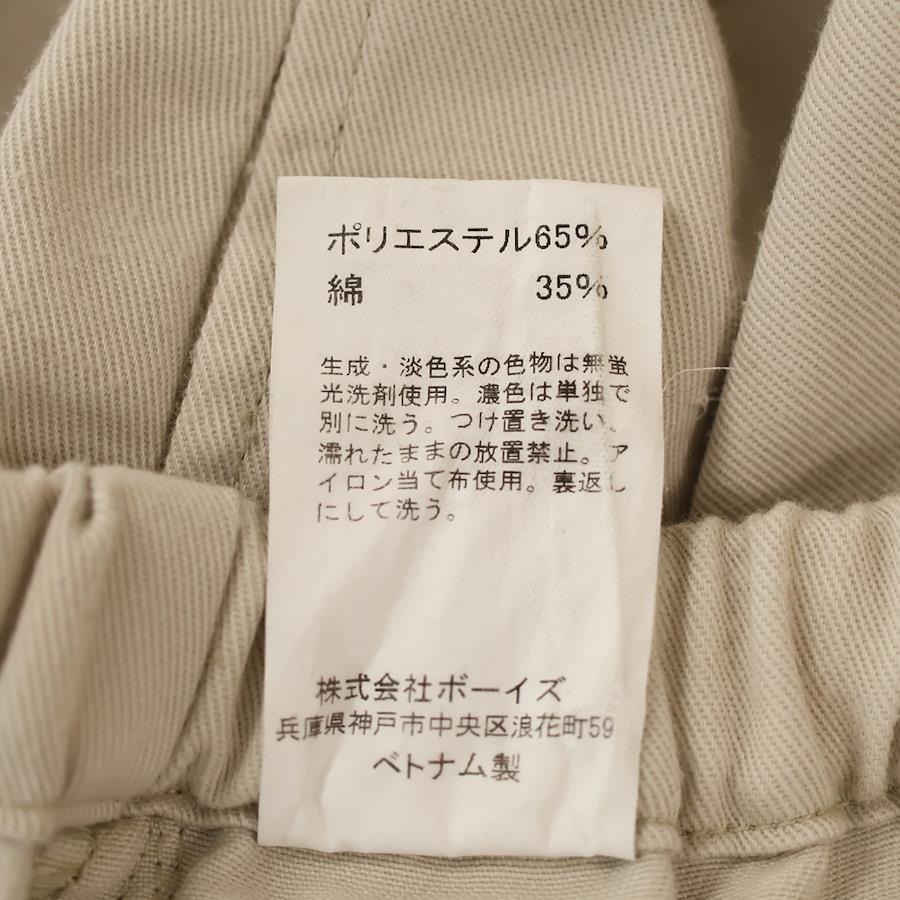 ポリエステル65%
綿 35%
生成・淡色系の色物は無蛍
光洗剤使用。濃色は単独で
別に洗う。つけ置き洗い、
濡れたままの放置禁止。ア
イロン当て布使用。裏返し
にして洗う。
株式会社ボーイズ
兵庫県神戸市中央区浪花町59
ベトナム製